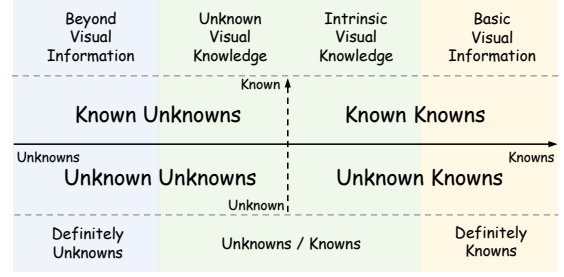 Beyond
Visual
Information
Unknown
Visual
Knowledge
Intrinsic
Visual
Knowledge
Basic
Visual
Information
Known
Known Unknowns
Known Knowns
Unknowns
Knowns
Unknown Unknowns
Unknown Knowns
Unknown
Definitely
Unknowns
Unknowns / Knowns
Definitely
Knowns